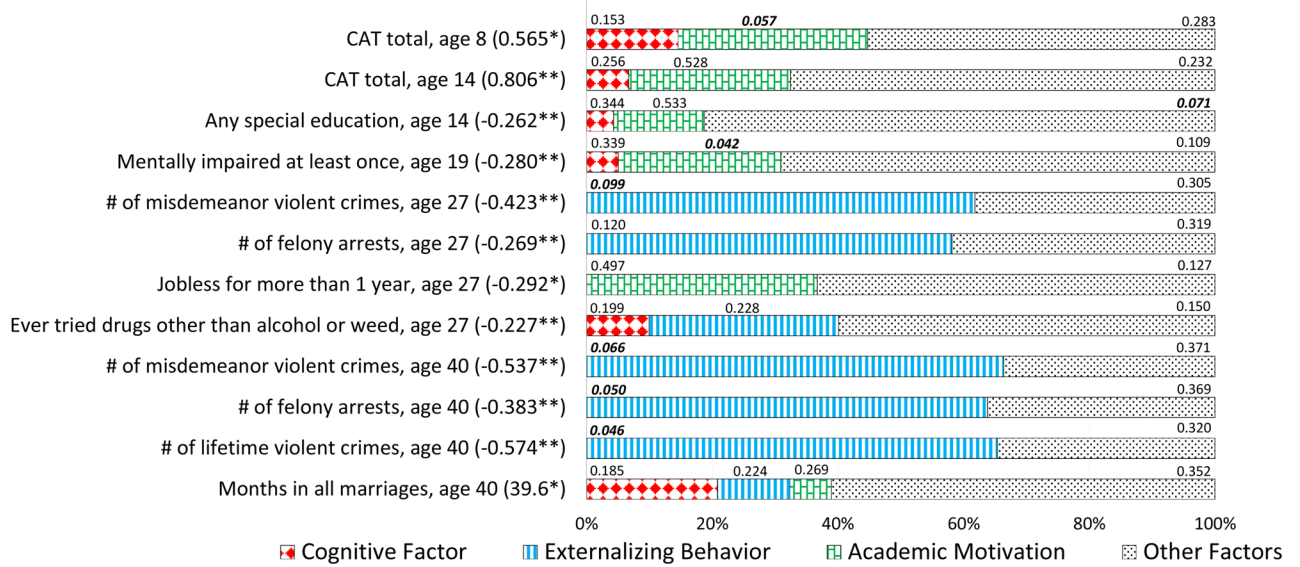 0.153 0.057 0.283
CAT total, age 8 (0.565*)
0.256 0.528 0.232
CAT total, age 14 (0.806**)
0.344 0.533 0.071
Any special education, age 14 (-0.262**)
0.339 0.042 0.109
Mentally impaired at least once, age 19 (-0.280**)
0.099 0.305
# of misdemeanor violent crimes, age 27 (-0.423**)
0.120 0.319
# of felony arrests, age 27 (-0.269**)
0.497 0.127
Jobless for more than 1 year, age 27 (-0.292*)
0.199 0.228 0.150
Ever tried drugs other than alcohol or weed, age 27 (-0.227**)
0.066 0.371
# of misdemeanor violent crimes, age 40 (-0.537**)
0.050 0.369
# of felony arrests, age 40 (-0.383**)
0.046 0.320
# of lifetime violent crimes, age 40 (-0.574**)
0.185 0.224 0.269 0.352
Months in all marriages, age 40 (39.6*)
0% 20% 40% 60% 80% 100%
Cognitive Factor Externalizing Behavior Academic Motivation Other Factors